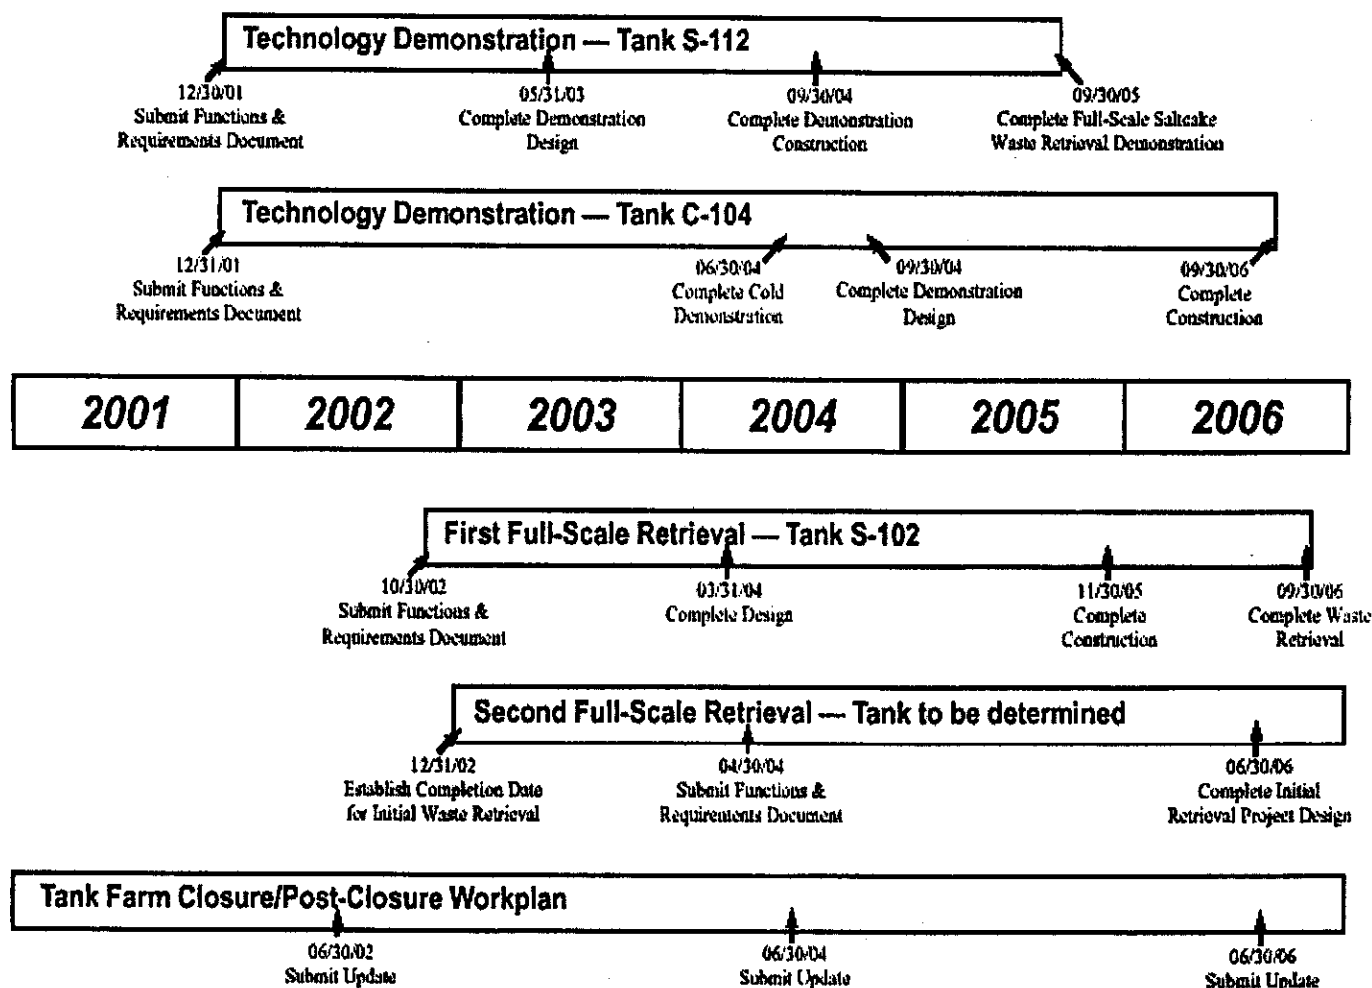 Technology Demonstration — Tank S-112
12/30/01
Submit Functions &
Requirements Document
05/31/03
Complete Demonstration
Design
09/30/04
Complete Demonstration
Construction
09/30/05
Complete Full-Scale Saltcake
Waste Retrieval Demonstration
Technology Demonstration — Tank C-104
12/31/01
Submit Functions &
Requirements Document
06/30/04
Complete Cold
Demonstration
09/30/04
Complete Demonstration
Design
09/30/06
Complete
Construction
2001 2002 2003 2004 2005 2006
First Full-Scale Retrieval — Tank S-102
10/30/02
Submit Functions &
Requirements Document
03/31/04
Complete Design
11/30/05
Complete
Construction
09/30/06
Complete Waste
Retrieval
Second Full-Scale Retrieval — Tank to be determined
12/31/02
Establish Completion Date
for Initial Waste Retrieval
04/30/04
Submit Functions &
Requirements Document
06/30/06
Complete Initial
Retrieval Project Design
Tank Farm Closure/Post-Closure Workplan
06/30/02
Submit Update
06/30/04
Submit Update
06/30/06
Submit Update